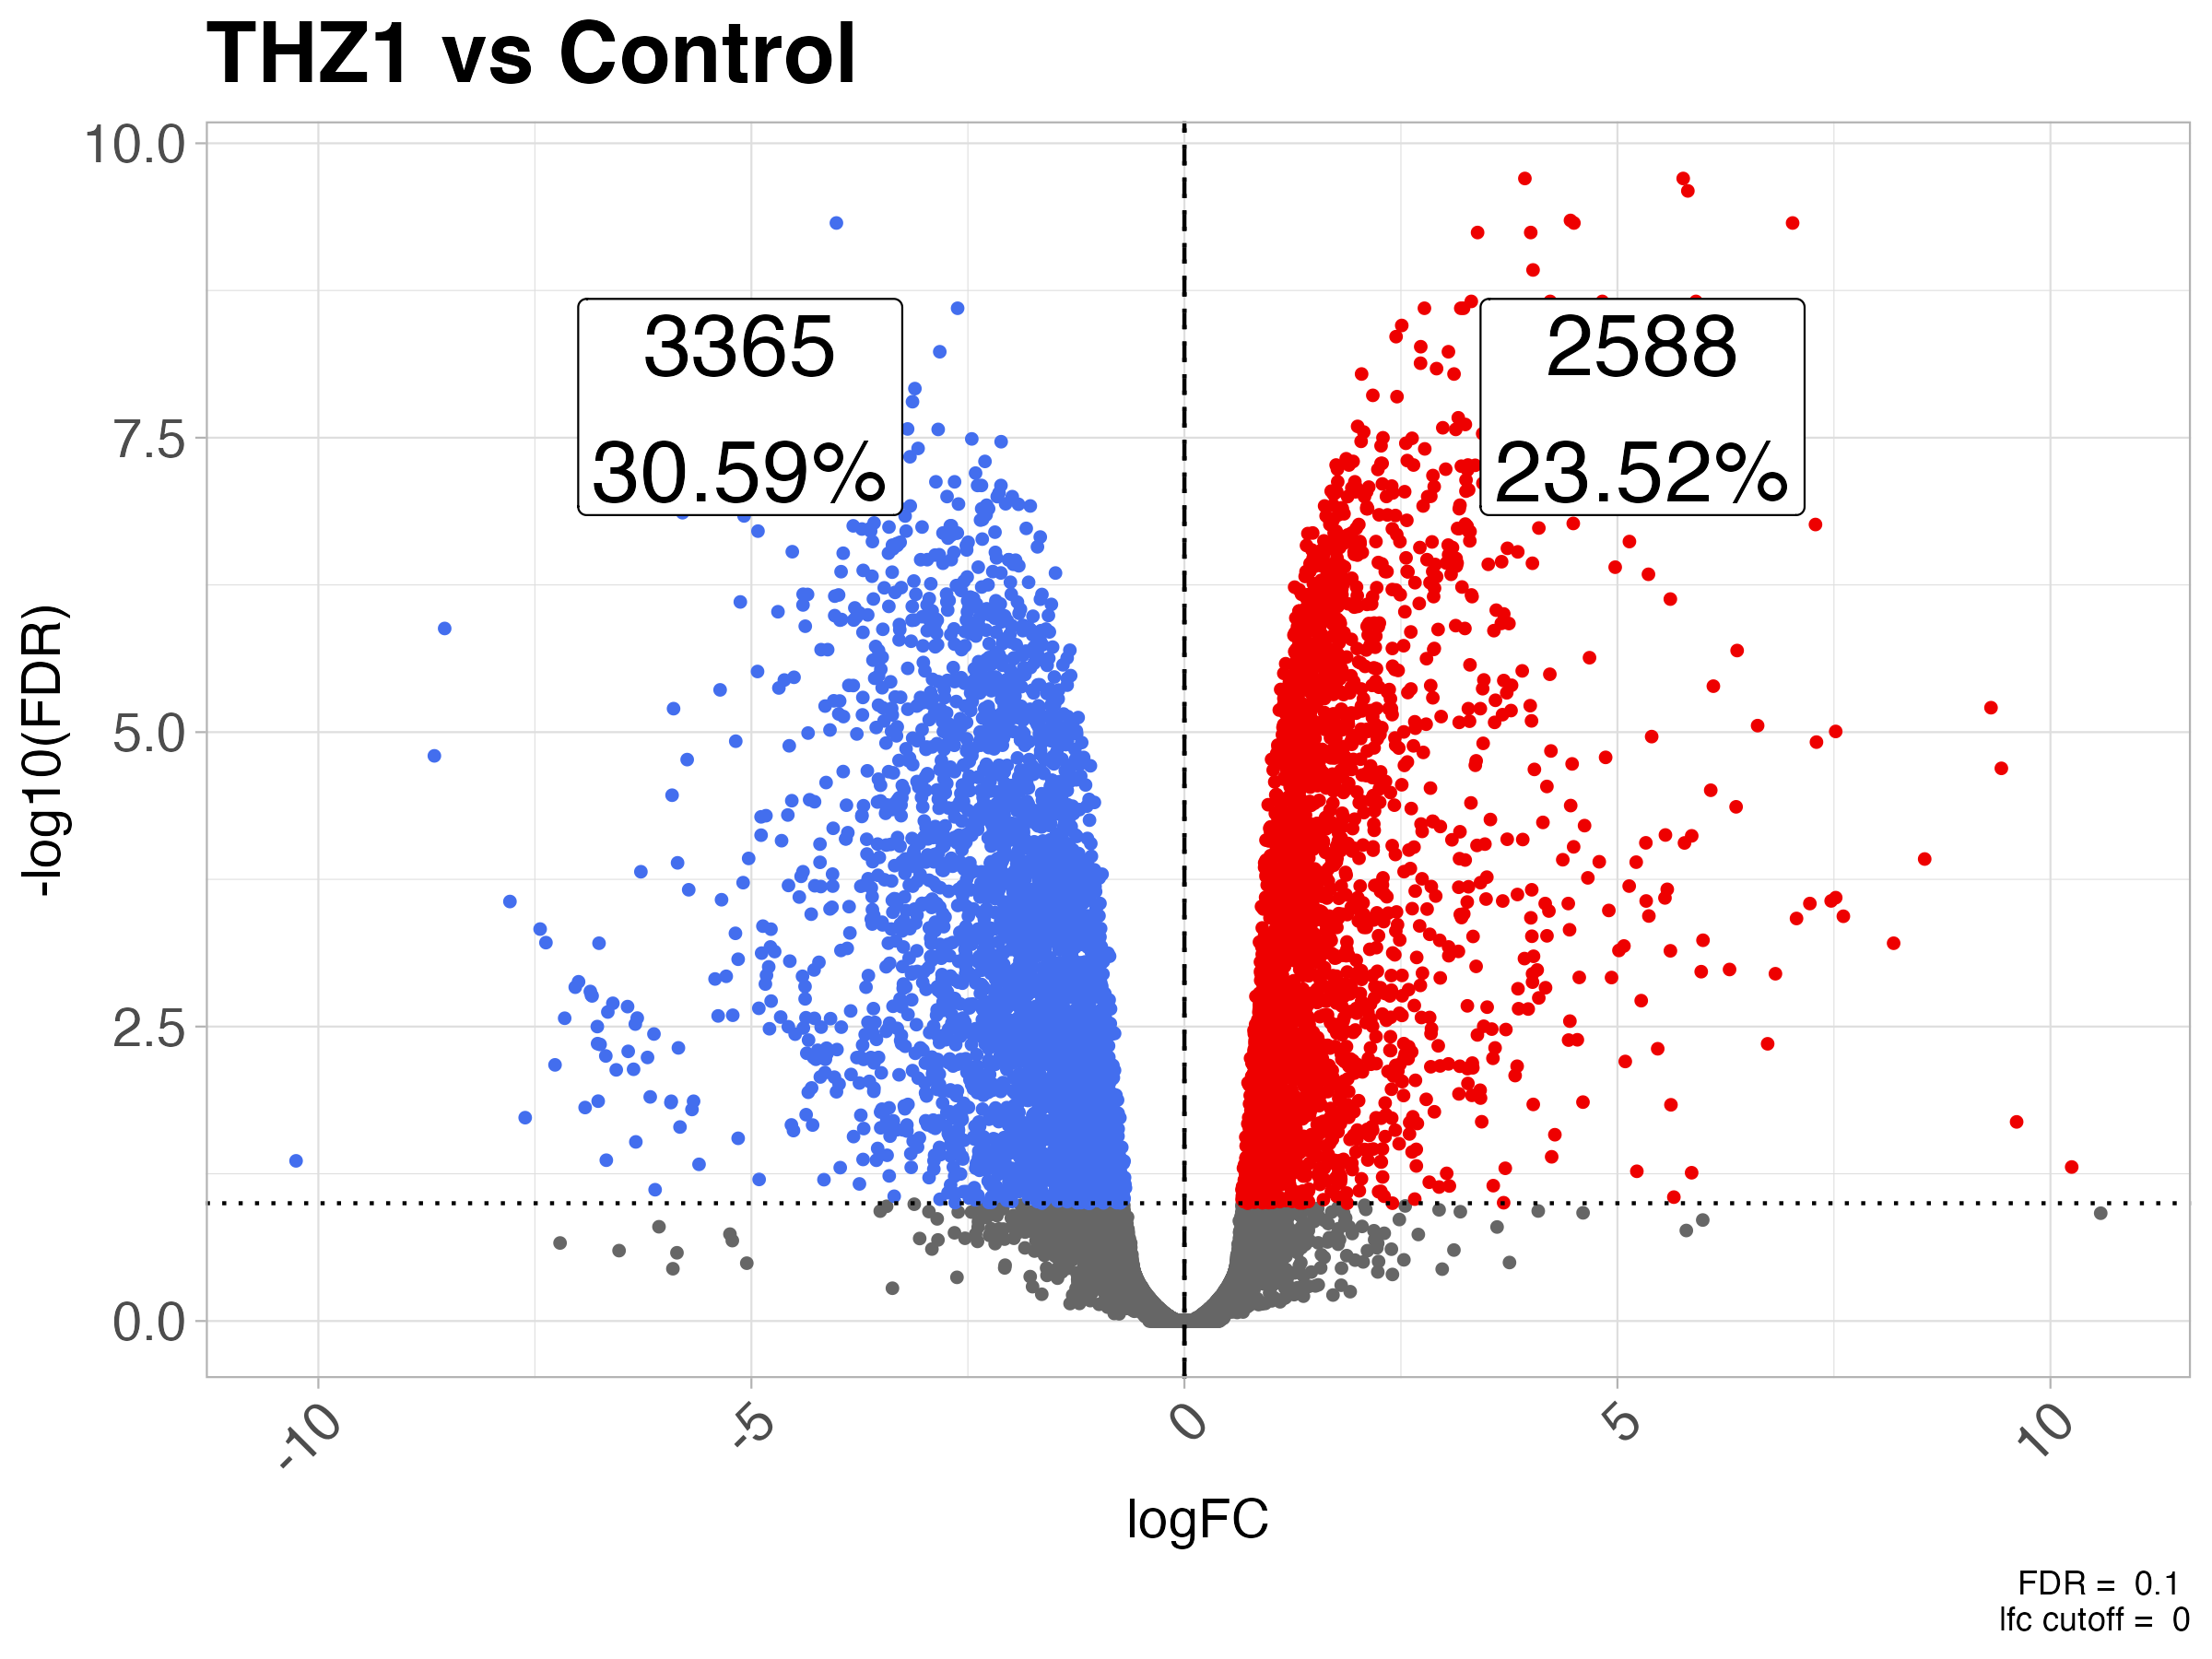 THZ1 vs Control
10.0
7.5
5.0
2.5
0.0
-log10(FDR)
3365
30.59%
2588
23.52%
-10
-5
0
5
10
logFC
FDR = 0.1
lfc cutoff = 0